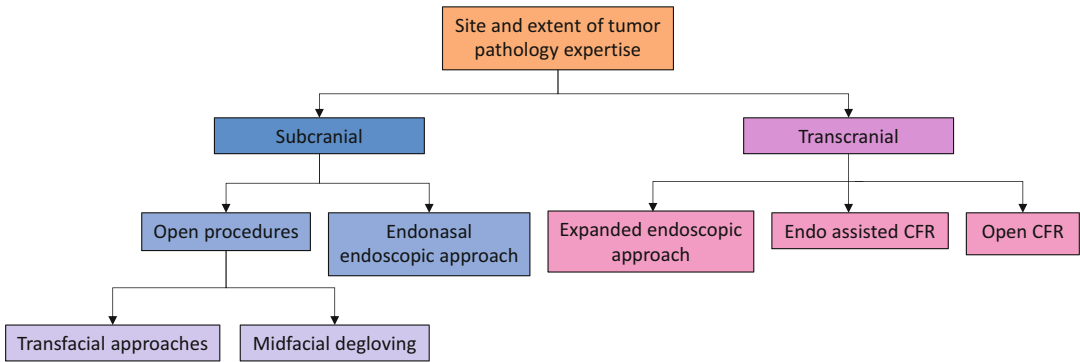 Site and extent of tumor
pathology expertise
Subcranial
Transcranial
Open procedures
Endonasal
endoscopic approach
Expanded endoscopic
approach
Endo assisted CFR
Open CFR
Transfacial approaches
Midfacial degloving